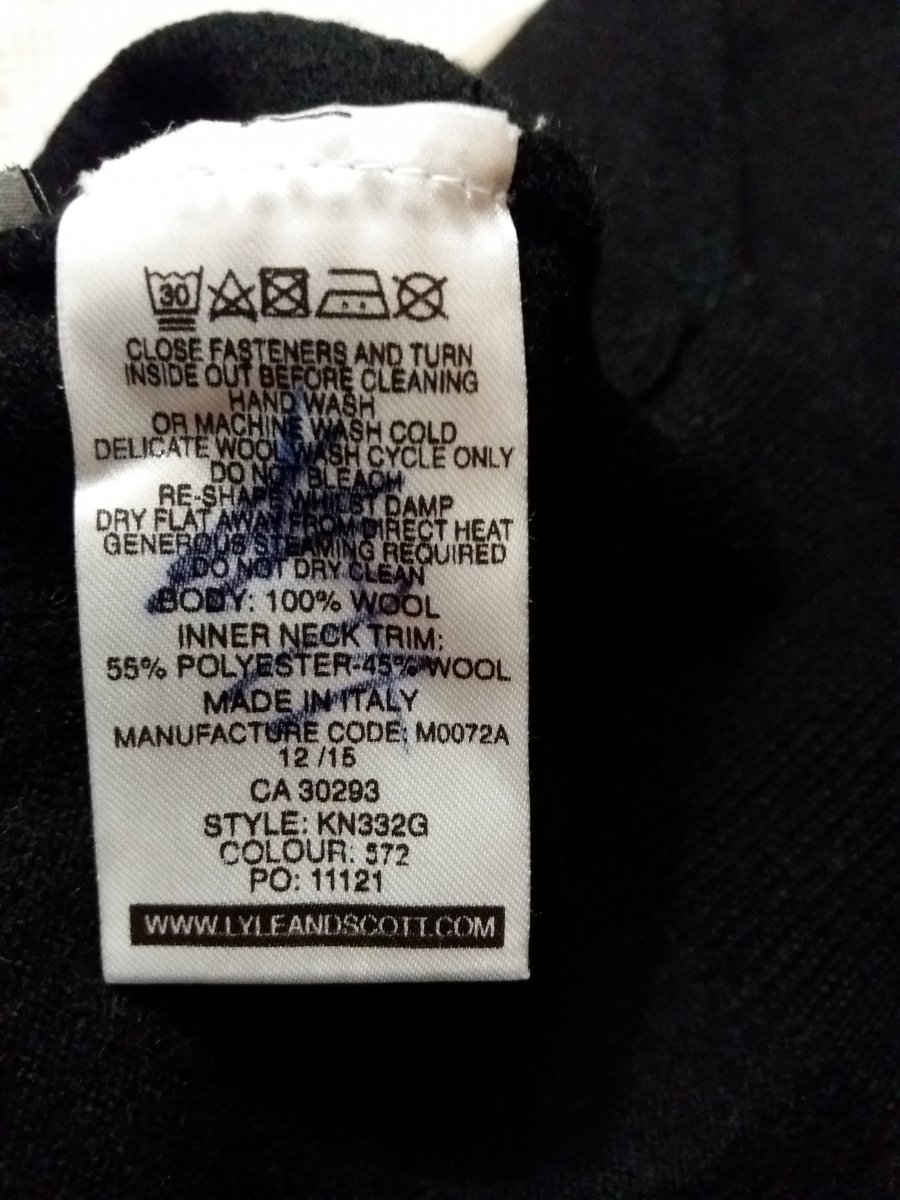 30
CLOSE FASTENERS AND TURN
INSIDE OUT BEFORE CLEANING
HAND WASH
OR MACHINE WASH COLD
DELICATE WOOL WASH CYCLE ONLY
DO NOT BLEACH
RE-SHAPE WHILST DAMP
DRY FLAT AWAY FROM DIRECT HEAT
GENEROUS STEAMING REQUIRED
DO NOT DRY CLEAN
BODY: 100% WOOL
INNER NECK TRIM:
55% POLYESTER-45% WOOL
MADE IN ITALY
MANUFACTURE CODE: M0072A
12 /15
CA 30293
STYLE: KN332G
COLOUR: 572
PO: 11121
WWW.LYLEANDSCOTT.COM